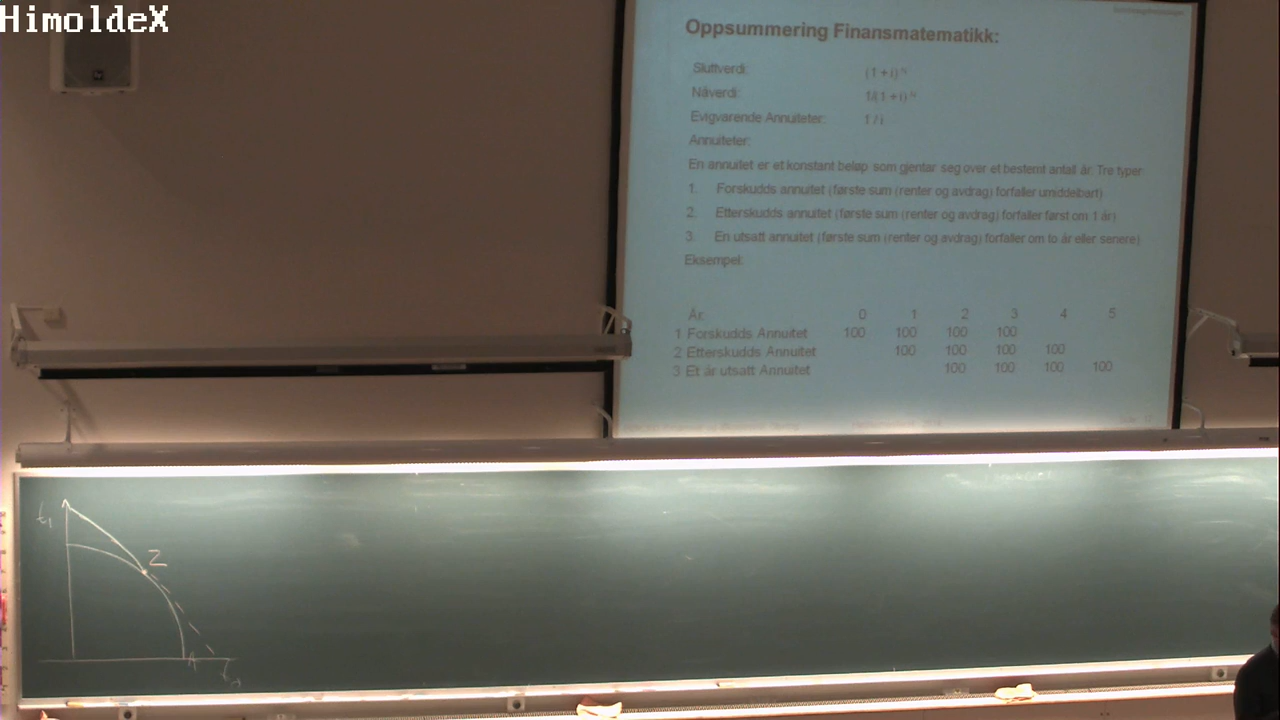 HimoldeX
Oppsummering Finansmatematikk:
Sluttverdi: (1 + i)ᴺ
Nåverdi: 1/(1 + i)ᴺ
Evigvarende Annuiteter: 1 / i
Annuiteter:
En annuitet er et konstant beløp som gjentar seg over et bestemt antall år. Tre typer
1. Forskudds annuitet (første sum (renter og avdrag) forfaller umiddelbart)
2. Etterskudds annuitet (første sum (renter og avdrag) forfaller først om 1 år)
3. En utsatt annuitet (første sum (renter og avdrag) forfaller om to år eller senere)
Eksempel:
År: 0 1 2 3 4 5
1 Forskudds Annuitet 100 100 100 100
2 Etterskudds Annuitet 100 100 100 100
3 Et år utsatt Annuitet 100 100 100 100
t₁
Z